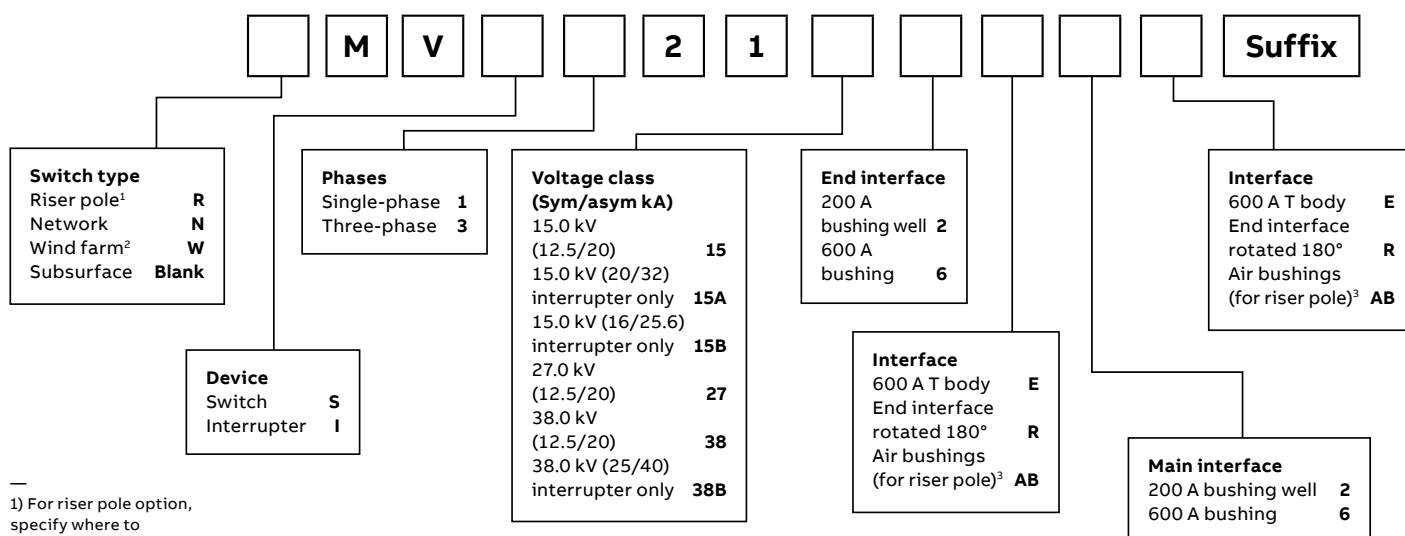 M V 2 1 Suffix
Switch type
Riser pole¹ R
Network N
Wind farm² W
Subsurface Blank
Device
Switch S
Interrupter I
Phases
Single-phase 1
Three-phase 3
Voltage class
(Sym/asym kA)
15.0 kV
(12.5/20) 15
15.0 kV (20/32)
interrupter only 15A
15.0 kV (16/25.6)
interrupter only 15B
27.0 kV
(12.5/20) 27
38.0 kV
(12.5/20) 38
38.0 kV (25/40)
interrupter only 38B
End interface
200 A
bushing well 2
600 A
bushing 6
Interface
600 A T body E
End interface
rotated 180° R
Air bushings
(for riser pole)³ AB
Main interface
200 A bushing well 2
600 A bushing 6
Interface
600 A T body E
End interface
rotated 180° R
Air bushings
(for riser pole)³ AB
—
1) For riser pole option,
specify where to